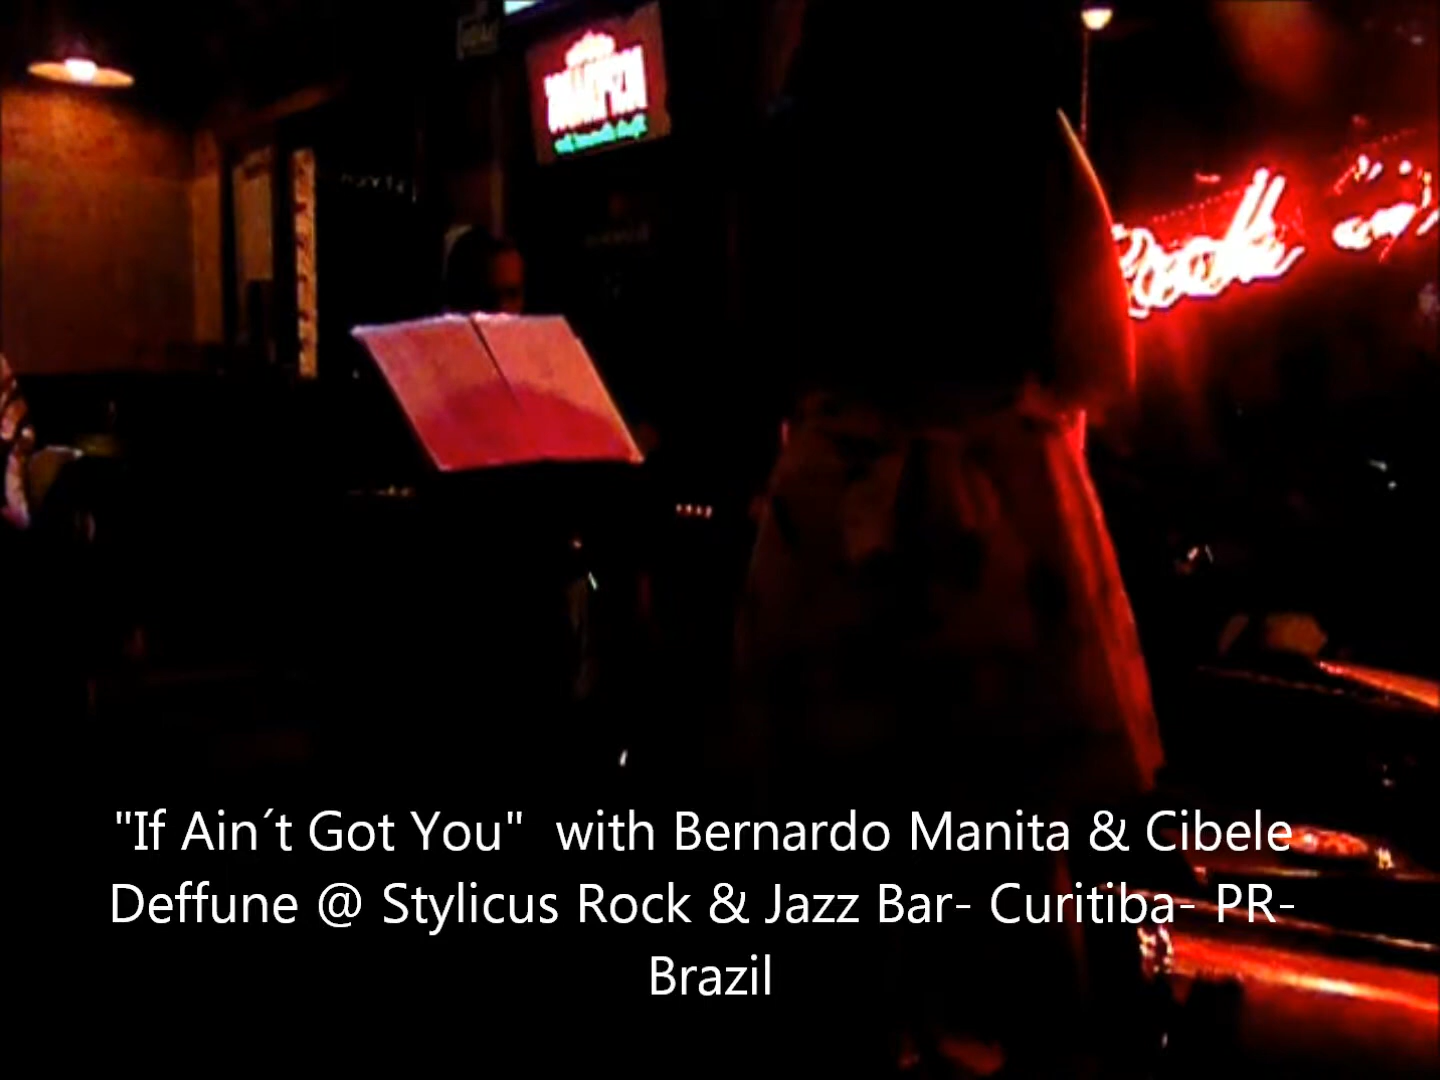 "If Ain´t Got You"  with Bernardo Manita & Cibele
Deffune @ Stylicus Rock & Jazz Bar- Curitiba- PR-
Brazil